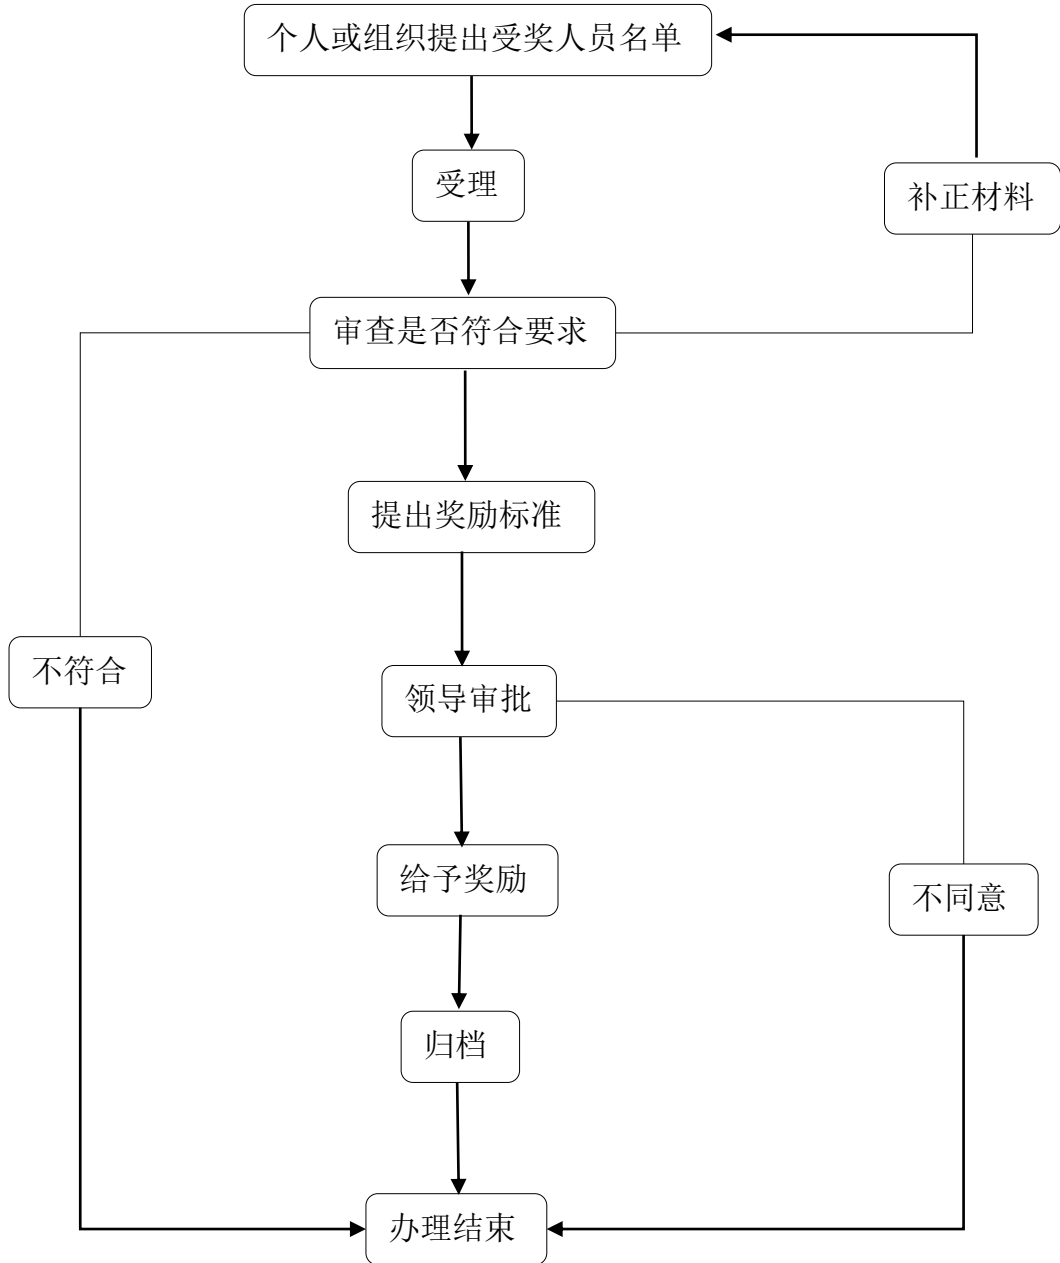 个人或组织提出受奖人员名单
受理
补正材料
审查是否符合要求
提出奖励标准
不符合
领导审批
给予奖励
不同意
归档
办理结束